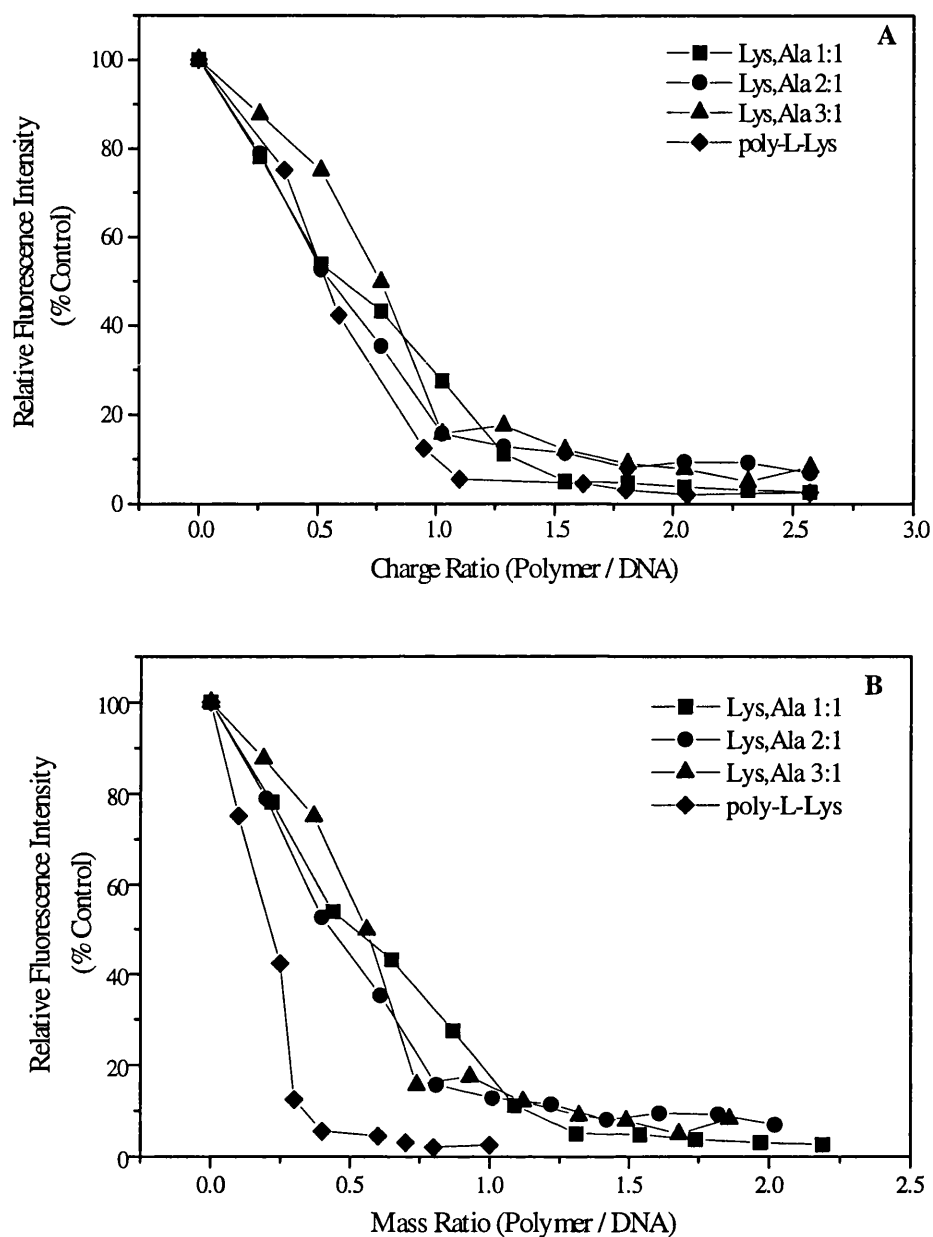 A
Lys,Ala 1:1
Lys,Ala 2:1
Lys,Ala 3:1
poly-L-Lys
Relative Fluorescence Intensity
(% Control)
100
80
60
40
20
0
0.0 0.5 1.0 1.5 2.0 2.5 3.0
Charge Ratio (Polymer / DNA)
B
Lys,Ala 1:1
Lys,Ala 2:1
Lys,Ala 3:1
poly-L-Lys
Relative Fluorescence Intensity
(% Control)
100
80
60
40
20
0
0.0 0.5 1.0 1.5 2.0 2.5
Mass Ratio (Polymer / DNA)